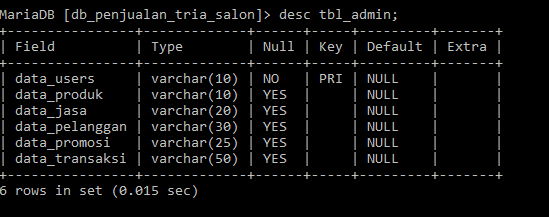 MariaDB [db_penjualan_tria_salon]> desc tbl_admin;
+----------------+-------------+------+-----+---------+-------+
| Field          | Type        | Null | Key | Default | Extra |
+----------------+-------------+------+-----+---------+-------+
| data_users     | varchar(10) | NO   | PRI | NULL    |       |
| data_produk    | varchar(10) | YES  |     | NULL    |       |
| data_jasa      | varchar(20) | YES  |     | NULL    |       |
| data_pelanggan | varchar(30) | YES  |     | NULL    |       |
| data_promosi   | varchar(25) | YES  |     | NULL    |       |
| data_transaksi | varchar(50) | YES  |     | NULL    |       |
+----------------+-------------+------+-----+---------+-------+
6 rows in set (0.015 sec)